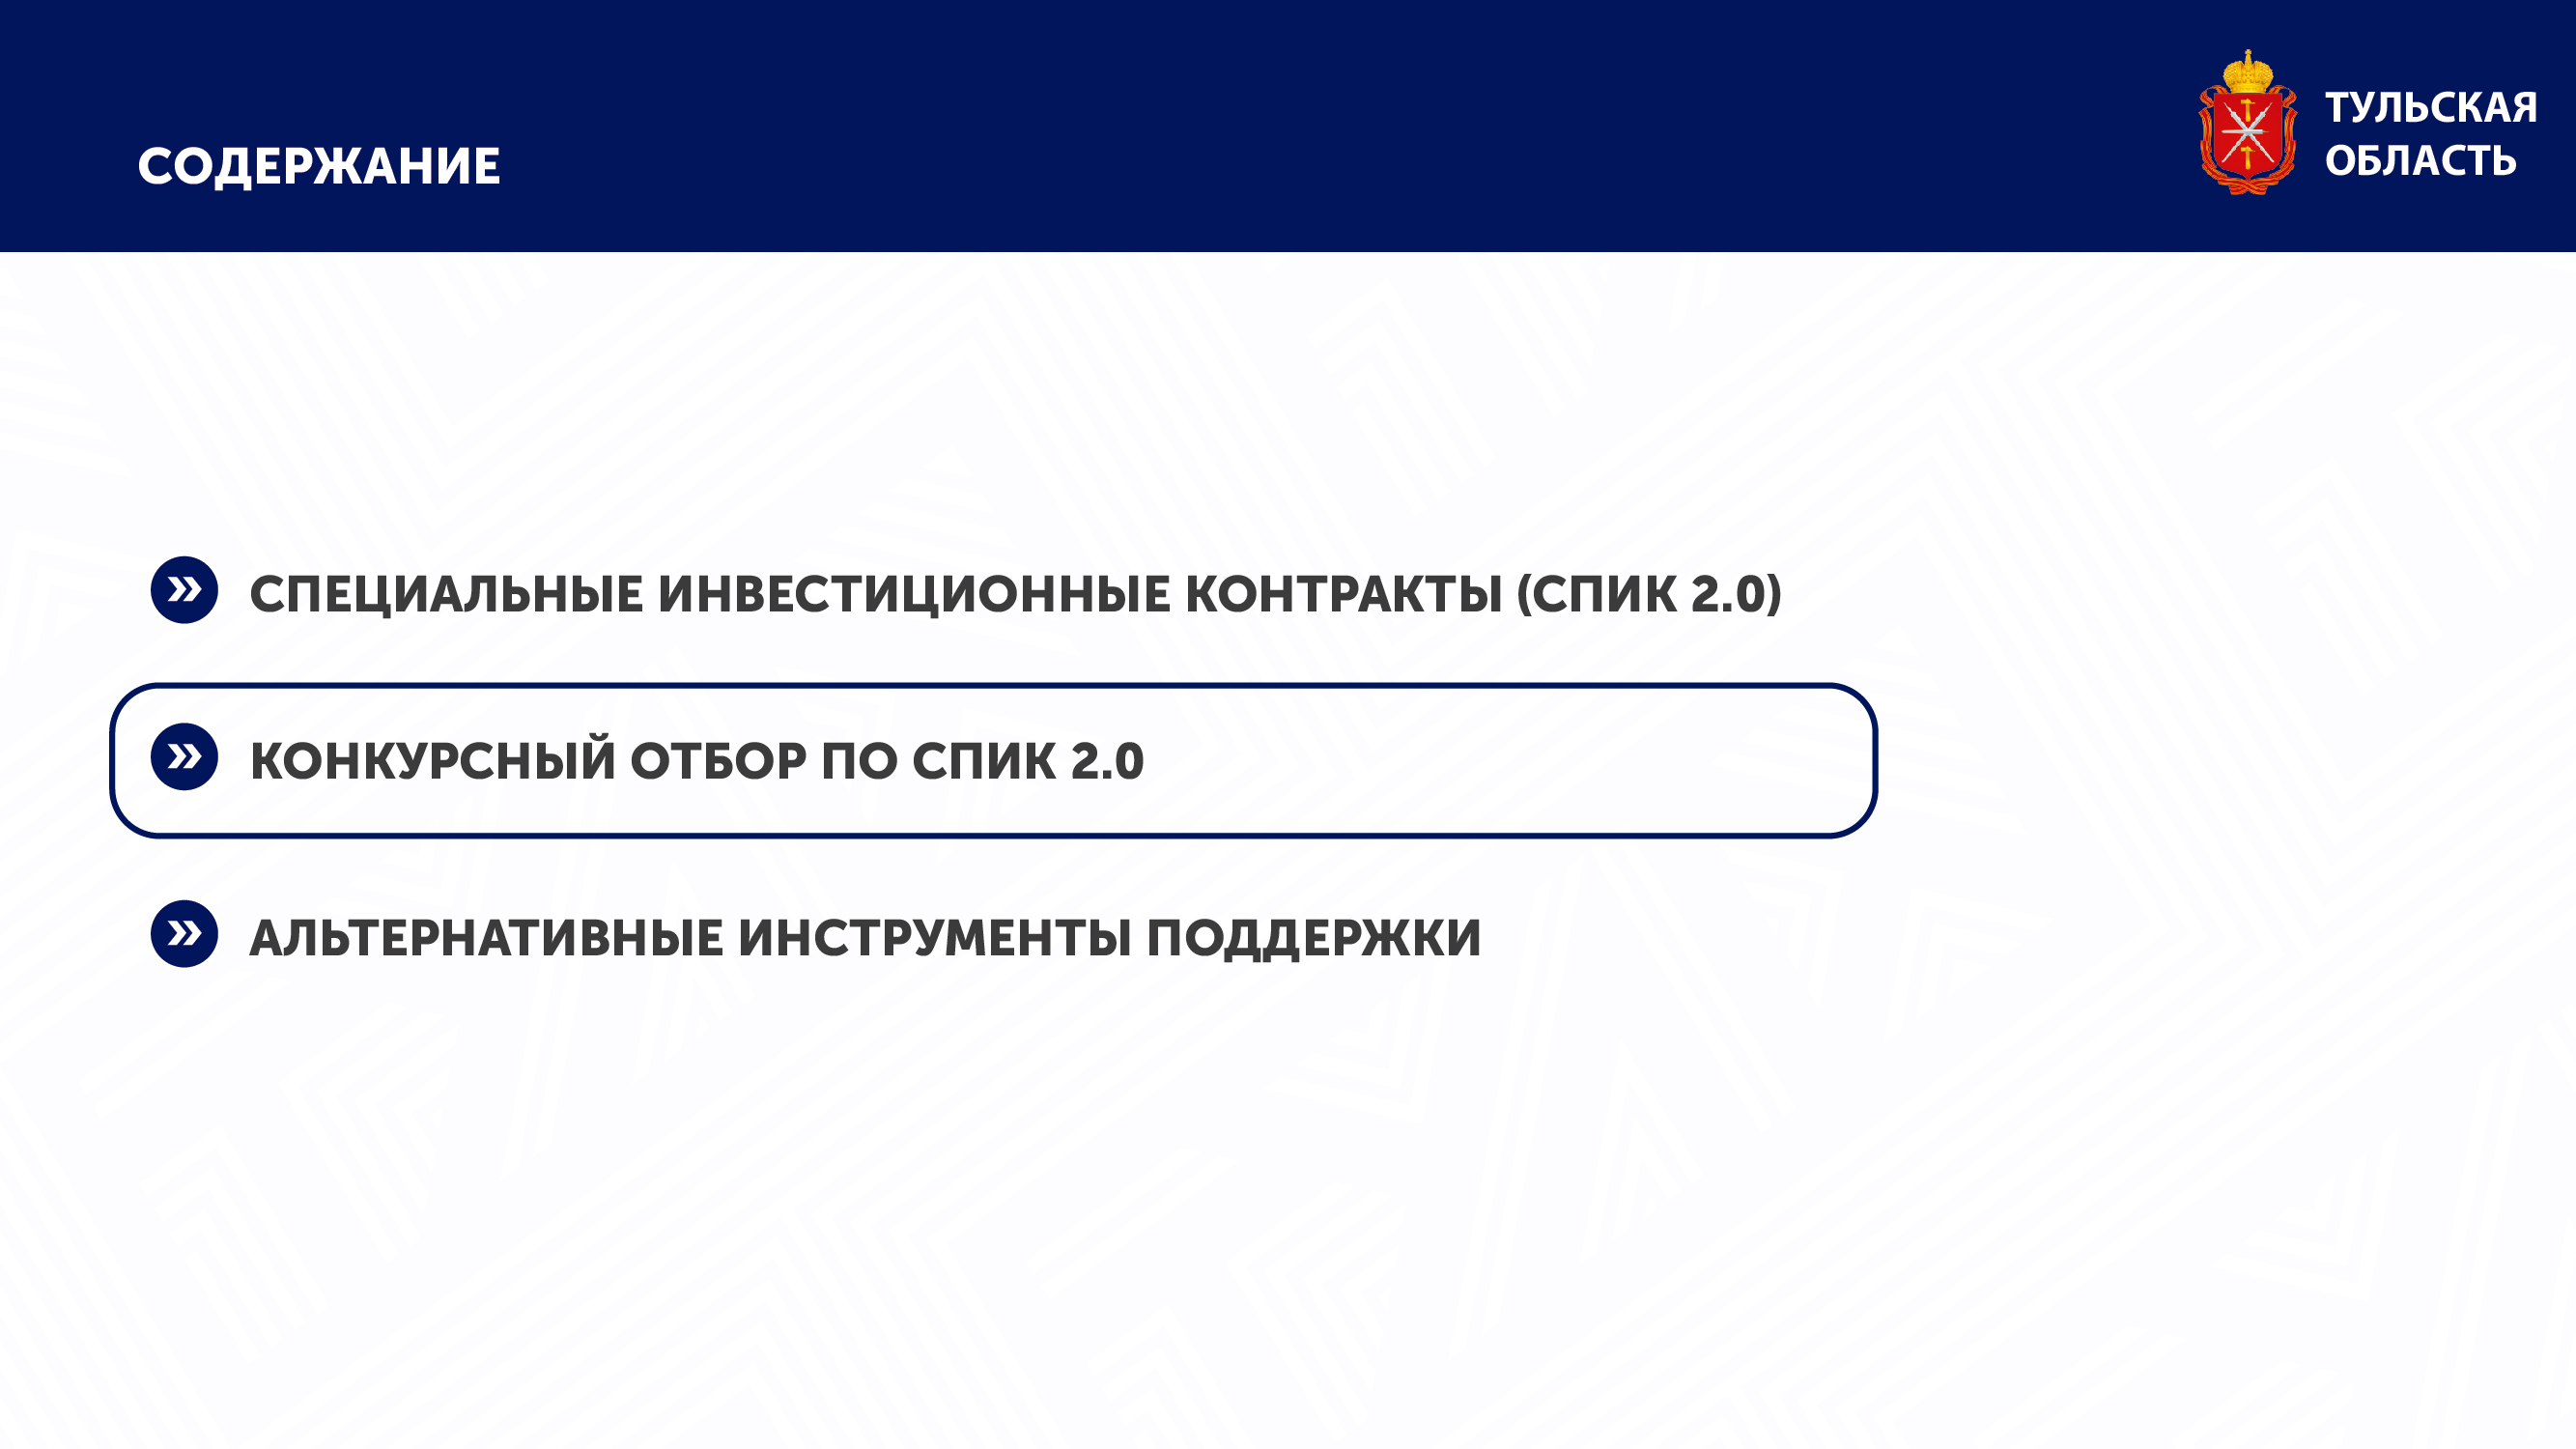 СОДЕРЖАНИЕ
ТУЛЬСКАЯ
ОБЛАСТЬ
СПЕЦИАЛЬНЫЕ ИНВЕСТИЦИОННЫЕ КОНТРАКТЫ (СПИК 2.0)
КОНКУРСНЫЙ ОТБОР ПО СПИК 2.0
АЛЬТЕРНАТИВНЫЕ ИНСТРУМЕНТЫ ПОДДЕРЖКИ